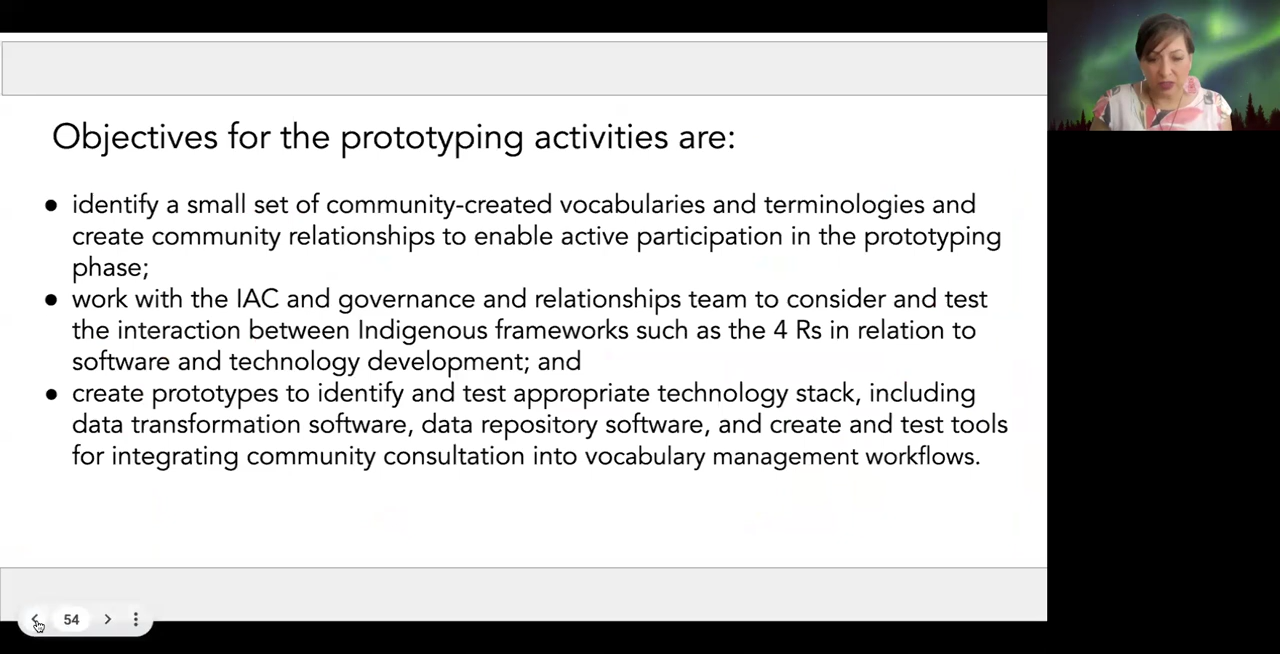 Objectives for the prototyping activities are:
● identify a small set of community-created vocabularies and terminologies and
create community relationships to enable active participation in the prototyping
phase;
● work with the IAC and governance and relationships team to consider and test
the interaction between Indigenous frameworks such as the 4 Rs in relation to
software and technology development; and
● create prototypes to identify and test appropriate technology stack, including
data transformation software, data repository software, and create and test tools
for integrating community consultation into vocabulary management workflows.
54